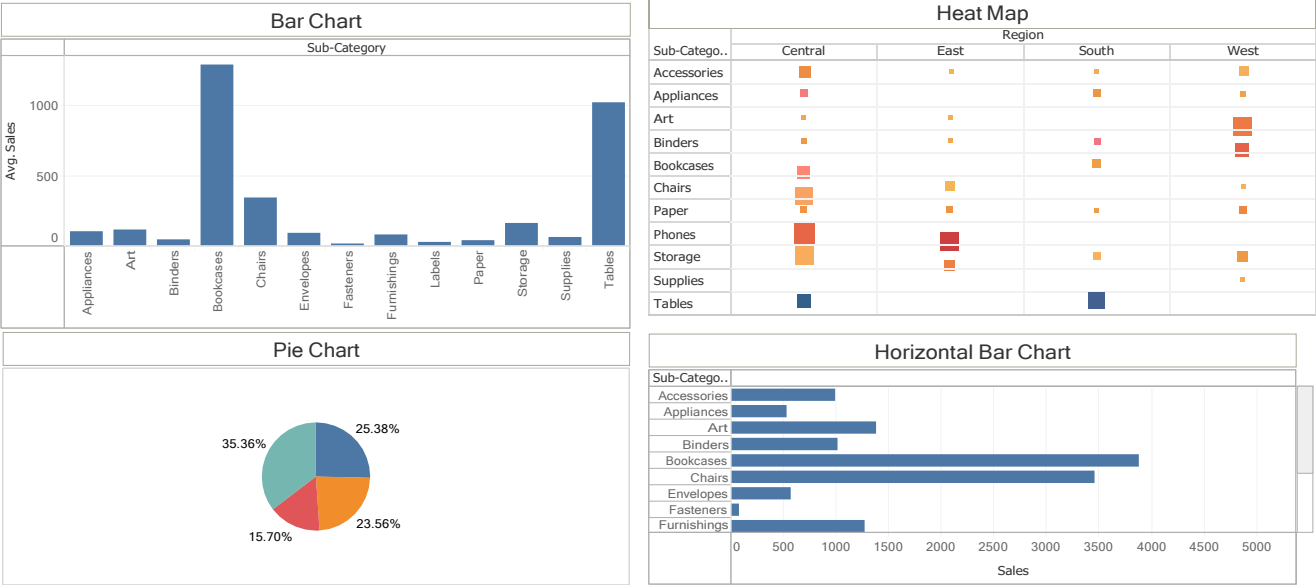 Bar Chart
Sub-Category
Avg. Sales
1000
500
0
Appliances
Art
Binders
Bookcases
Chairs
Envelopes
Fasteners
Furnishings
Labels
Paper
Storage
Supplies
Tables
Heat Map
Region
Sub-Catego.. Central East South West
Accessories
Appliances
Art
Binders
Bookcases
Chairs
Paper
Phones
Storage
Supplies
Tables
Pie Chart
35.36% 25.38%
15.70% 23.56%
Horizontal Bar Chart
Sub-Catego..
Accessories
Appliances
Art
Binders
Bookcases
Chairs
Envelopes
Fasteners
Furnishings
0 500 1000 1500 2000 2500 3000 3500 4000 4500 5000
Sales